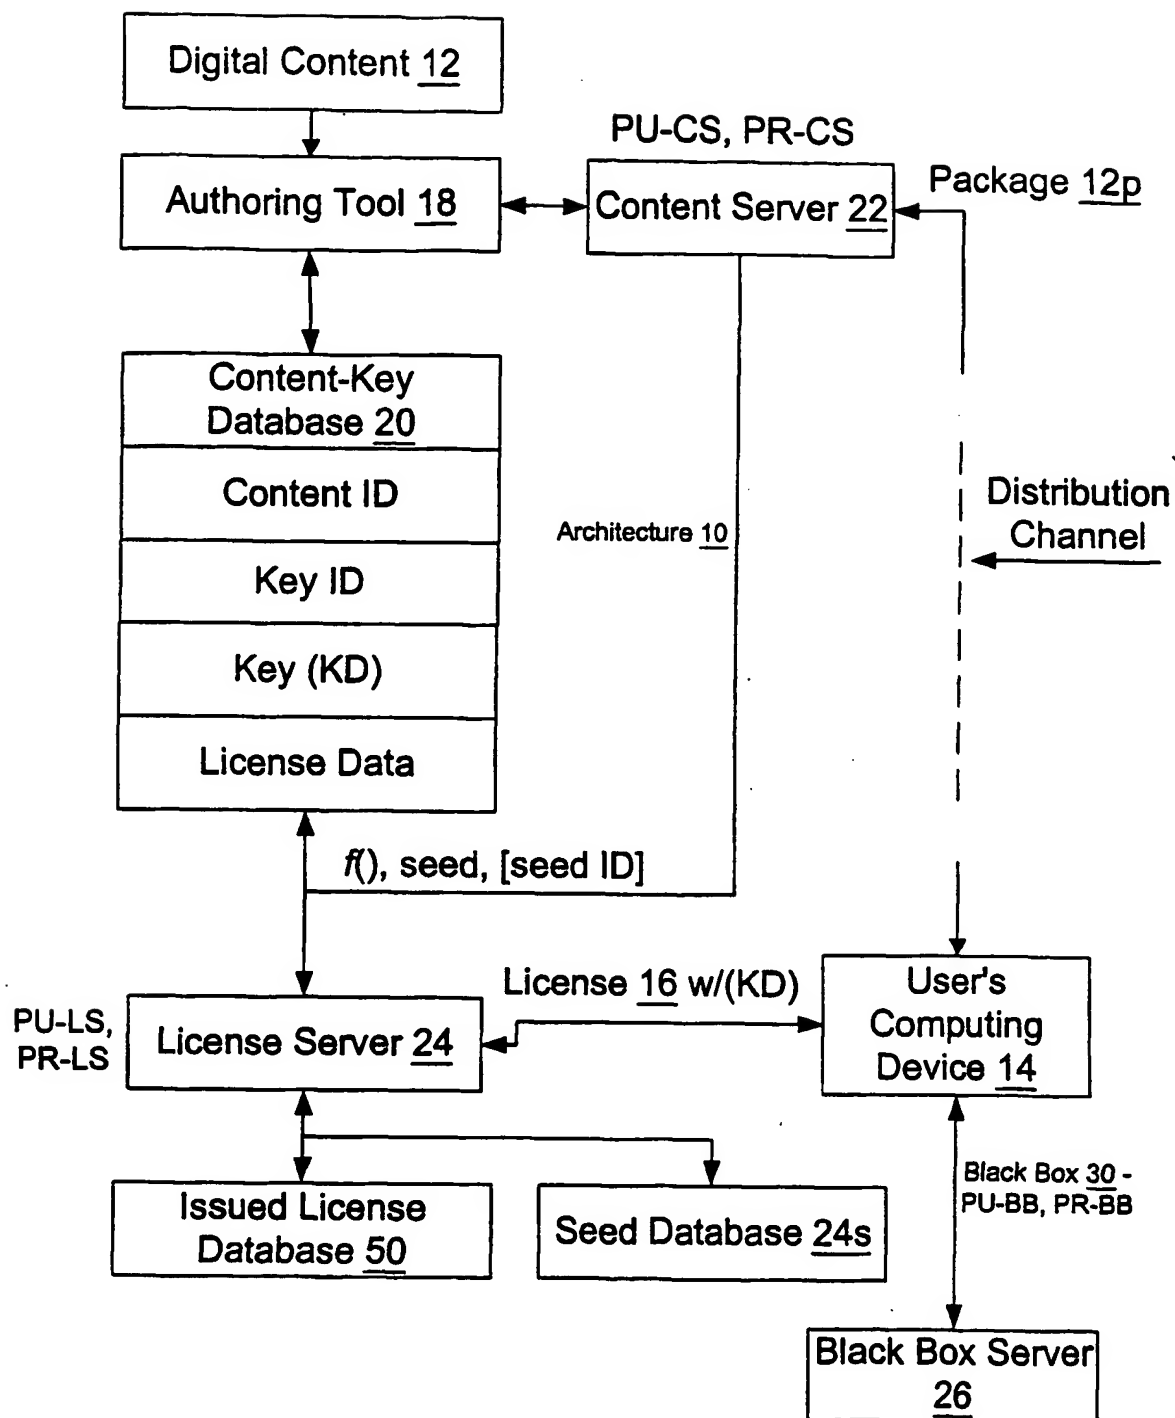 Digital Content 12
PU-CS, PR-CS
Authoring Tool 18
Content Server 22
Package 12p
Content-Key
Database 20
Content ID
Key ID
Key (KD)
License Data
Architecture 10
Distribution
Channel
f(), seed, [seed ID]
License 16 w/(KD)
PU-LS,
PR-LS
License Server 24
User's
Computing
Device 14
Issued License
Database 50
Seed Database 24s
Black Box 30 -
PU-BB, PR-BB
Black Box Server
26